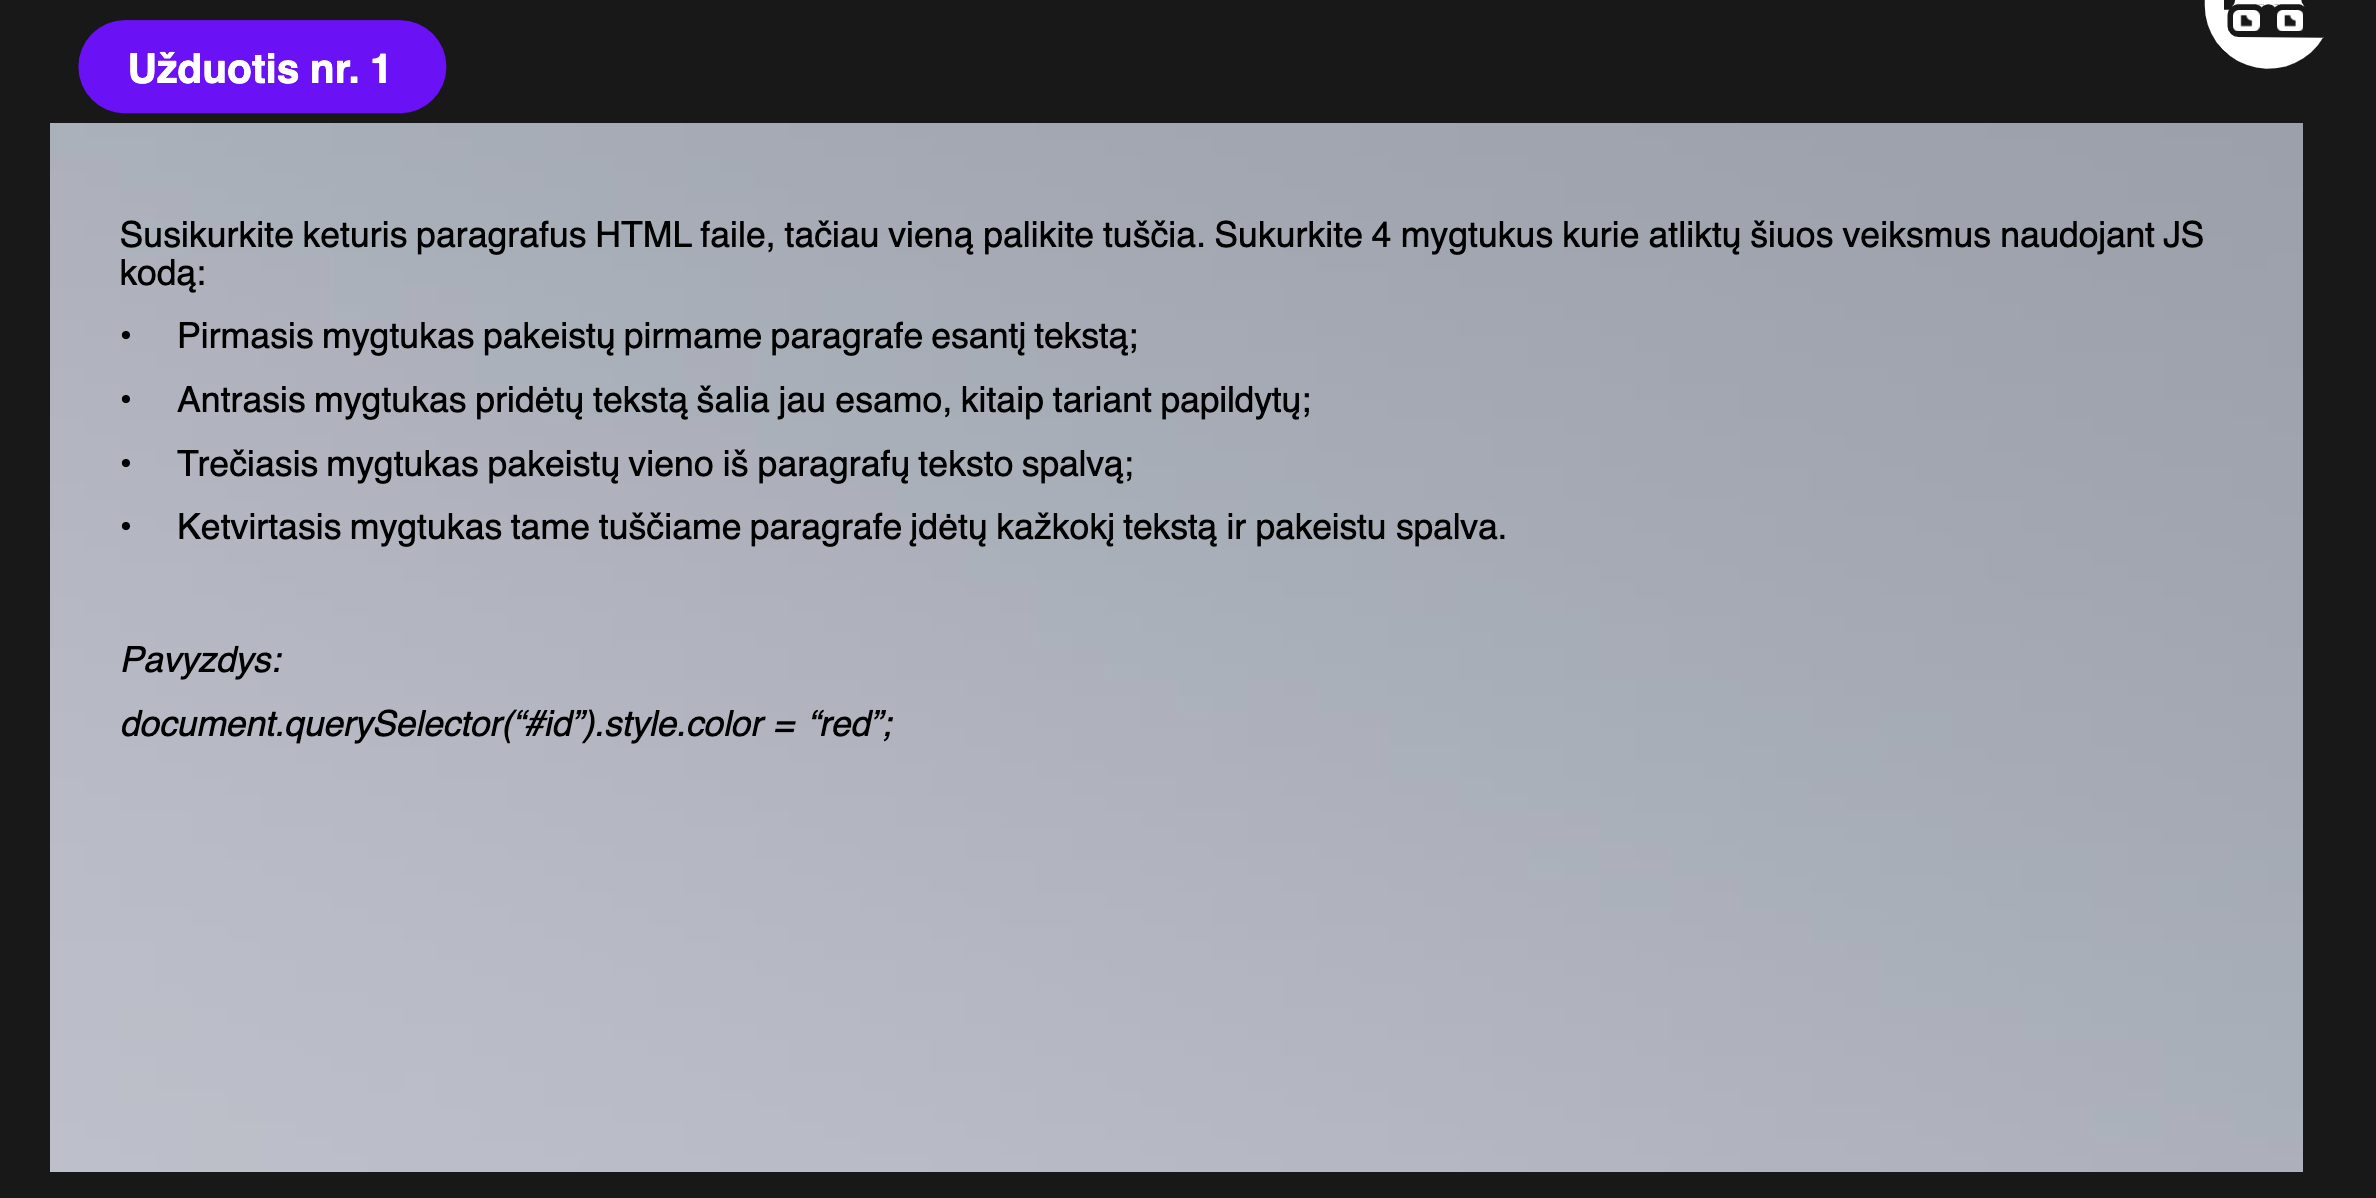 Užduotis nr. 1
Susikurkite keturis paragrafus HTML faile, tačiau vieną palikite tuščia. Sukurkite 4 mygtukus kurie atliktų šiuos veiksmus naudojant JS
kodą:
• Pirmasis mygtukas pakeistų pirmame paragrafe esantį tekstą;
• Antrasis mygtukas pridėtų tekstą šalia jau esamo, kitaip tariant papildytų;
• Trečiasis mygtukas pakeistų vieno iš paragrafų teksto spalvą;
• Ketvirtasis mygtukas tame tuščiame paragrafe įdėtų kažkokį tekstą ir pakeistu spalva.
Pavyzdys:
document.querySelector(“#id”).style.color = “red”;